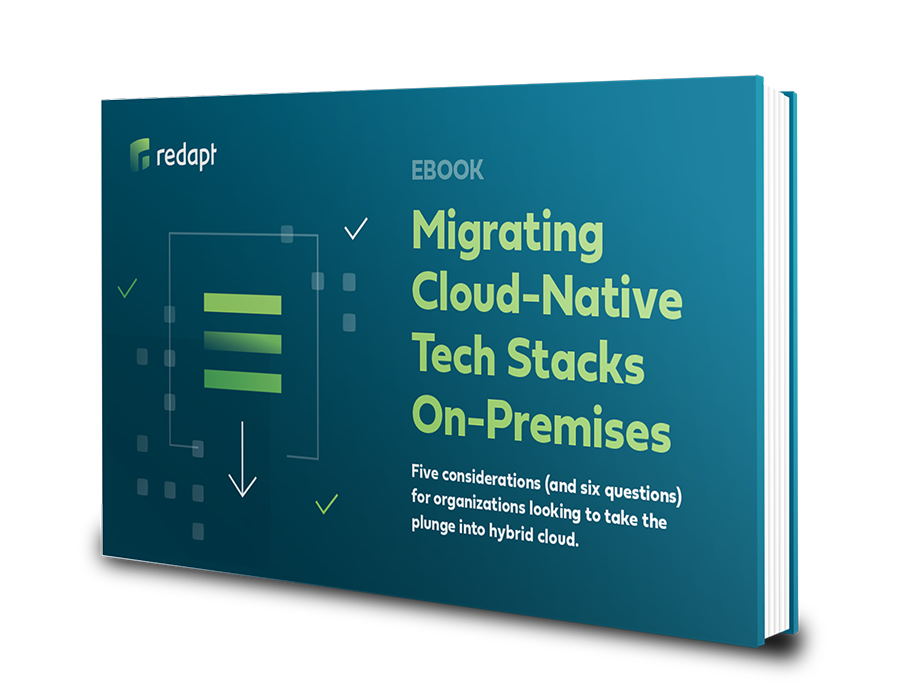 redapt
EBOOK
Migrating
Cloud-Native
Tech Stacks
On-Premises
Five considerations (and six questions)
for organizations looking to take the
plunge into hybrid cloud.